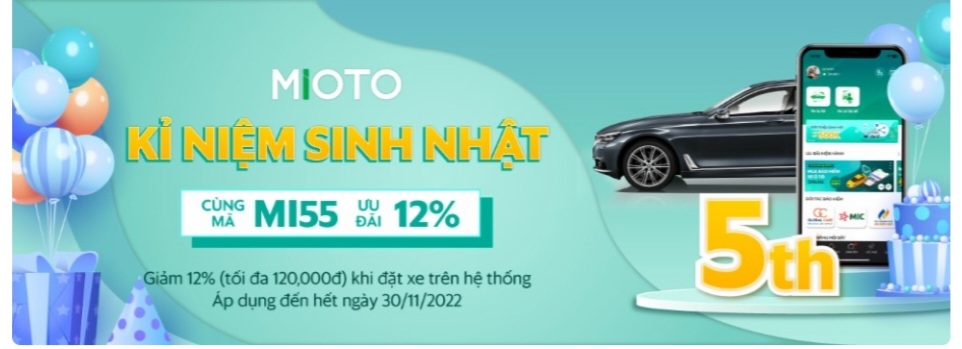 MIOTO
KỈ NIỆM SINH NHẬT
CÙNG MÃ MI55 ƯU ĐÃI 12%
Giảm 12% (tối đa 120,000đ) khi đặt xe trên hệ thống
Áp dụng đến hết ngày 30/11/2022
5th
MIC